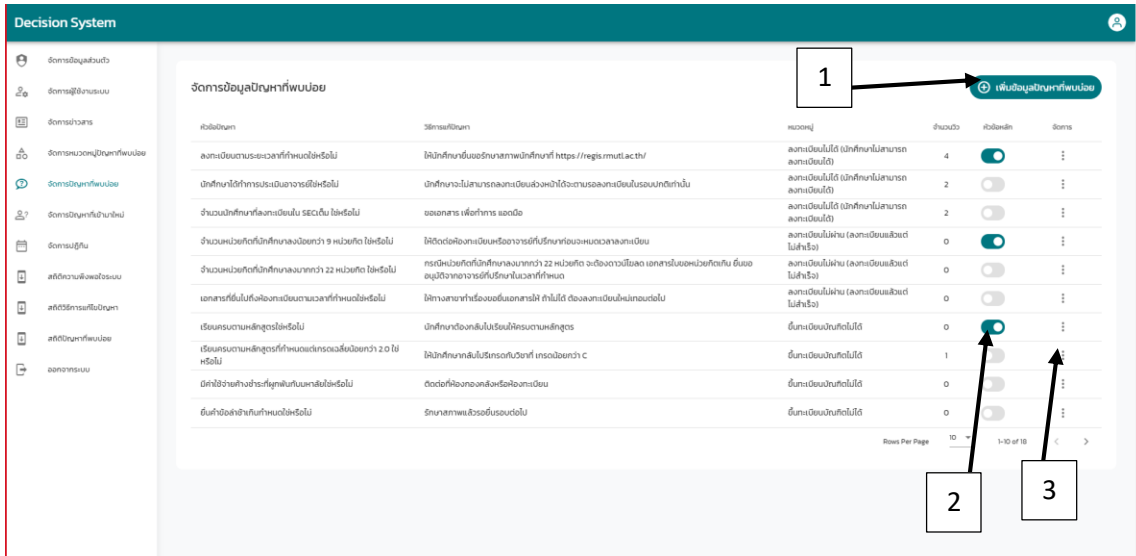 Decision System
จัดการข้อมูลส่วนตัว
จัดการผู้ใช้งานระบบ
จัดการข่าวสาร
จัดการหมวดหมู่ปัญหาที่พบบ่อย
จัดการปัญหาที่พบบ่อย
จัดการปัญหาที่เข้ามาใหม่
จัดการปฏิทิน
สถิติความพึงพอใจระบบ
สถิติวิธีการแก้ไขปัญหา
สถิติปัญหาที่พบบ่อย
ออกจากระบบ
จัดการข้อมูลปัญหาที่พบบ่อย
1
เพิ่มข้อมูลปัญหาที่พบบ่อย
หัวข้อปัญหา วิธีการแก้ปัญหา หมวดหมู่ จำนวนวิว หัวข้อหลัก จัดการ
ลงทะเบียนตามระยะเวลาที่กำหนดใช่หรือไม่ ให้นักศึกษายื่นขอรักษาสภาพนักศึกษาที่ https://regis.rmutl.ac.th/ ลงทะเบียนไม่ได้ (นักศึกษาไม่สามารถ 4
ลงทะเบียนได้)
นักศึกษาได้ทำการประเมินอาจารย์ใช่หรือไม่ นักศึกษาจะไม่สามารถลงทะเบียนล่วงหน้าได้จะตามรอลงทะเบียนในรอบปกติเท่านั้น ลงทะเบียนไม่ได้ (นักศึกษาไม่สามารถ 2
ลงทะเบียนได้)
จำนวนนักศึกษาที่ลงทะเบียนใน SECเต็ม ใช่หรือไม่ ขอเอกสาร เพื่อทำการ แอดมือ ลงทะเบียนไม่ได้ (นักศึกษาไม่สามารถ 2
ลงทะเบียนได้)
จำนวนหน่วยกิตที่นักศึกษาลงน้อยกว่า 9 หน่วยกิต ใช่หรือไม่ ให้ติดต่อห้องทะเบียนหรืออาจารย์ที่ปรึกษาก่อนจะหมดเวลาลงทะเบียน ลงทะเบียนไม่ผ่าน (ลงทะเบียนแล้วแต่ 0
ไม่สำเร็จ)
จำนวนหน่วยกิตที่นักศึกษาลงมากกว่า 22 หน่วยกิต ใช่หรือไม่ กรณีหน่วยกิตที่นักศึกษาลงมากกว่า 22 หน่วยกิต จะต้องดาวน์โหลด เอกสารใบขอหน่วยกิตเกิน ยื่นขอ ลงทะเบียนไม่ผ่าน (ลงทะเบียนแล้วแต่ 0
อนุมัติจากอาจารย์ที่ปรึกษาในเวลาที่กำหนด ไม่สำเร็จ)
เอกสารที่ยื่นไปถึงห้องทะเบียนตามเวลาที่กำหนดใช่หรือไม่ ให้ทางสาขาทำเรื่องขอยื่นเอกสารให้ ถ้าไม่ได้ ต้องลงทะเบียนใหม่เทอมต่อไป ลงทะเบียนไม่ผ่าน (ลงทะเบียนแล้วแต่ 0
ไม่สำเร็จ)
เรียนครบตามหลักสูตรใช่หรือไม่ นักศึกษาต้องกลับไปเรียนให้ครบตามหลักสูตร ขึ้นทะเบียนบัณฑิตไม่ได้ 0
เรียนครบตามหลักสูตรที่กำหนดแต่เกรดเฉลี่ยน้อยกว่า 2.0 ใช่ ให้นักศึกษากลับไปรีเกรดกับวิชาที่ เกรดน้อยกว่า C ขึ้นทะเบียนบัณฑิตไม่ได้ 1
หรือไม่
มีค่าใช้จ่ายค้างชำระที่ผูกพันกับมหาลัยใช่หรือไม่ ติดต่อที่ห้องกองคลังหรือห้องทะเบียน ขึ้นทะเบียนบัณฑิตไม่ได้ 0
ยื่นคำข้อล่าช้าเกินกำหนดใช่หรือไม่ รักษาสภาพแล้วรอยื่นรอบต่อไป ขึ้นทะเบียนบัณฑิตไม่ได้ 0
Rows Per Page 10 1-10 of 18
2
3